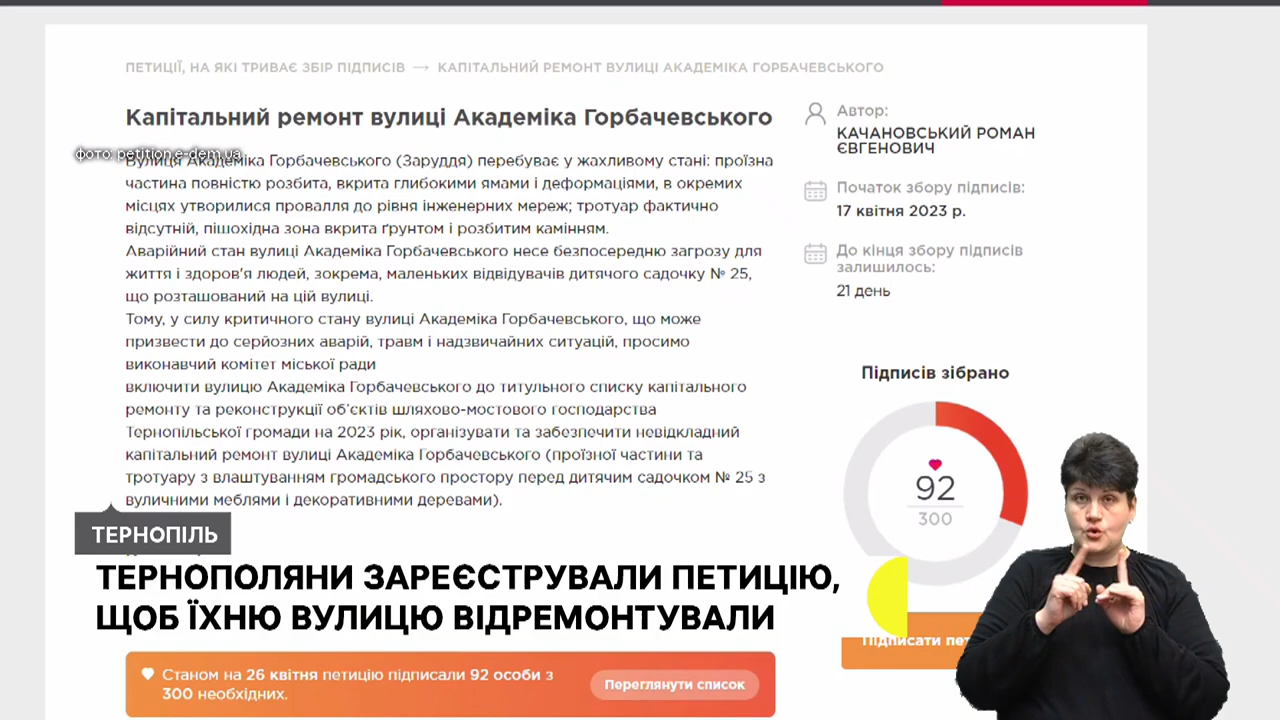 ПЕТИЦІЇ, НА ЯКІ ТРИВАЄ ЗБІР ПІДПИСІВ → КАПІТАЛЬНИЙ РЕМОНТ ВУЛИЦІ АКАДЕМІКА ГОРБАЧЕВСЬКОГО
Капітальний ремонт вулиці Академіка Горбачевського
фото: petition.e-dem.ua
Вулиця Академіка Горбачевського (Заруддя) перебуває у жахливому стані: проїзна
частина повністю розбита, вкрита глибокими ямами і деформаціями, в окремих
місцях утворилися провалля до рівня інженерних мереж; тротуар фактично
відсутній, пішохідна зона вкрита ґрунтом і розбитим камінням.
Аварійний стан вулиці Академіка Горбачевського несе безпосередню загрозу для
життя і здоров'я людей, зокрема, маленьких відвідувачів дитячого садочку № 25,
що розташований на цій вулиці.
Тому, у силу критичного стану вулиці Академіка Горбачевського, що може
призвести до серйозних аварій, травм і надзвичайних ситуацій, просимо
виконавчий комітет міської ради
включити вулицю Академіка Горбачевського до титульного списку капітального
ремонту та реконструкції об'єктів шляхово-мостового господарства
Тернопільської громади на 2023 рік, організувати та забезпечити невідкладний
капітальний ремонт вулиці Академіка Горбачевського (проїзної частини та
тротуару з влаштуванням громадського простору перед дитячим садочком № 25 з
вуличними меблями і декоративними деревами).
Автор:
КАЧАНОВСЬКИЙ РОМАН
ЄВГЕНОВИЧ
Початок збору підписів:
17 квітня 2023 р.
До кінця збору підписів
залишилось:
21 день
Підписів зібрано
92
300
Підписати
ТЕРНОПІЛЬ
ТЕРНОПОЛЯНИ ЗАРЕЄСТРУВАЛИ ПЕТИЦІЮ,
ЩОБ ЇХНЮ ВУЛИЦЮ ВІДРЕМОНТУВАЛИ
Станом на 26 квітня петицію підписали 92 особи з
300 необхідних.
Переглянути список